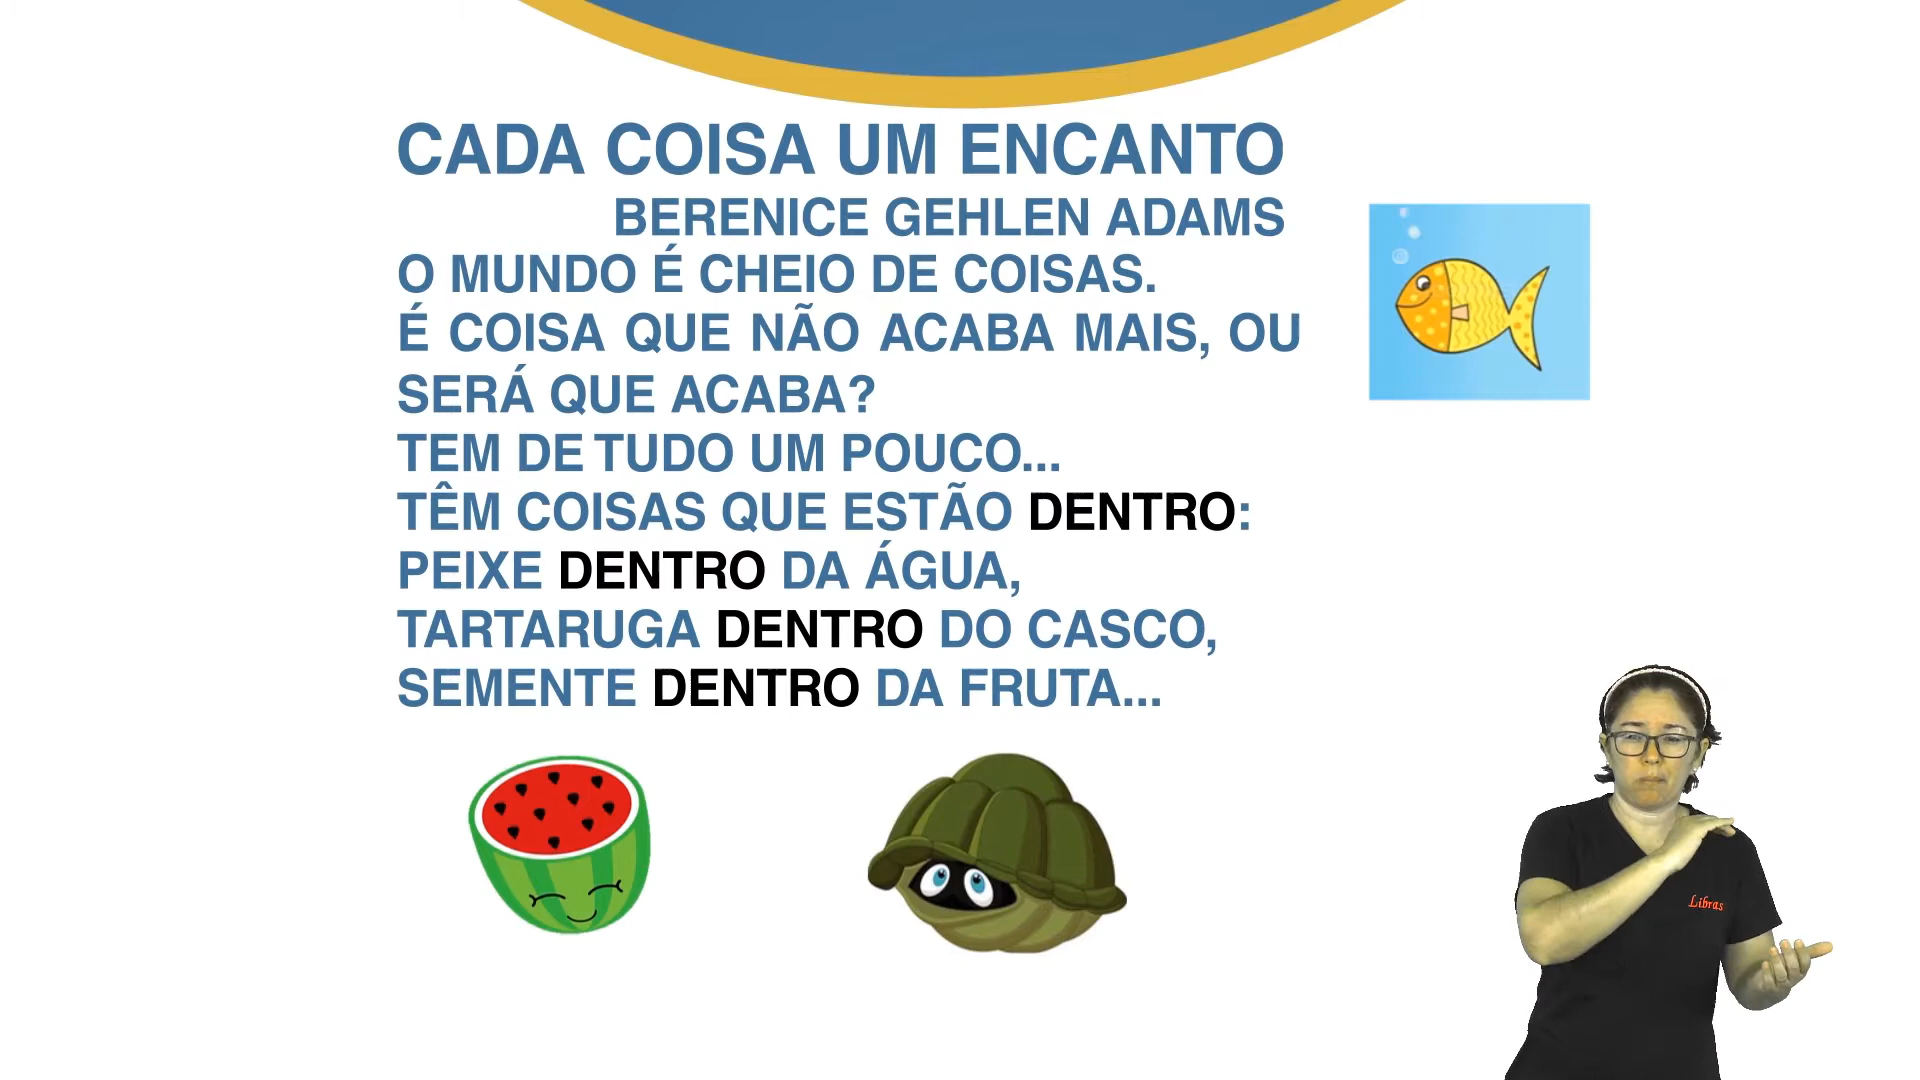 CADA COISA UM ENCANTO
BERENICE GEHLEN ADAMS
O MUNDO É CHEIO DE COISAS.
É COISA QUE NÃO ACABA MAIS, OU
SERÁ QUE ACABA?
TEM DE TUDO UM POUCO...
TÊM COISAS QUE ESTÃO DENTRO:
PEIXE DENTRO DA ÁGUA,
TARTARUGA DENTRO DO CASCO,
SEMENTE DENTRO DA FRUTA...
Libras